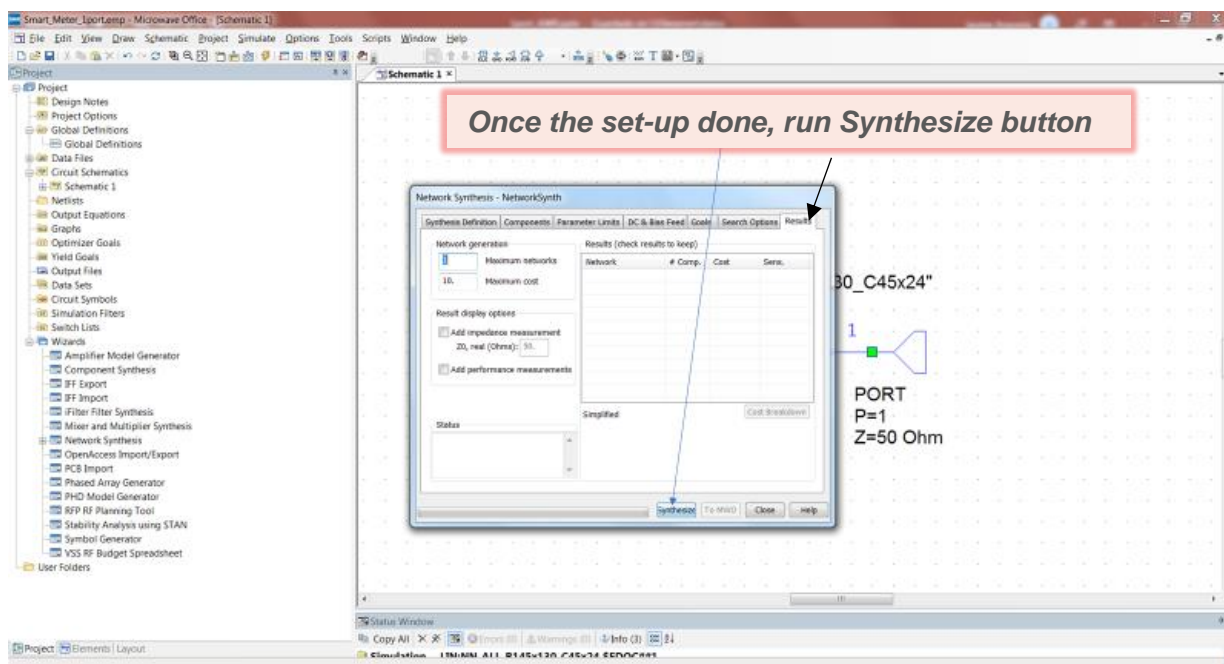 Smart_Meter_1port.emp - Microwave Office - [Schematic 1]
File Edit View Draw Schematic Project Simulate Options Tools Scripts Window Help
Project
Schematic 1
Project
Design Notes
Project Options
Global Definitions
Global Definitions
Data Files
Circuit Schematics
Schematic 1
Netlists
Output Equations
Graphs
Optimizer Goals
Yield Goals
Output Files
Data Sets
Circuit Symbols
Simulation Filters
Switch Lists
Wizards
Amplifier Model Generator
Component Synthesis
IFF Export
IFF Import
iFilter Filter Synthesis
Mixer and Multiplier Synthesis
Network Synthesis
OpenAccess Import/Export
PCB Import
Phased Array Generator
PHD Model Generator
RFP RF Planning Tool
Stability Analysis using STAN
Symbol Generator
VSS RF Budget Spreadsheet
User Folders
Project Elements Layout
Once the set-up done, run Synthesize button
Network Synthesis - NetworkSynth
Synthesis Definition Components Parameter Limits DC & Bias Feed Goals Search Options Results
Network generation
Maximum networks
10. Maximum cost
Result display options
Add impedance measurement
Z0, real (Ohms): 50.
Add performance measurements
Status
Results (check results to keep)
Network # Comp. Cost Sens.
Simplified
Cost Breakdown
Synthesize To MWO Close Help
30_C45x24"
1
PORT
P=1
Z=50 Ohm
Status Window
Copy All Errors (0) Warnings (0) Info (3)